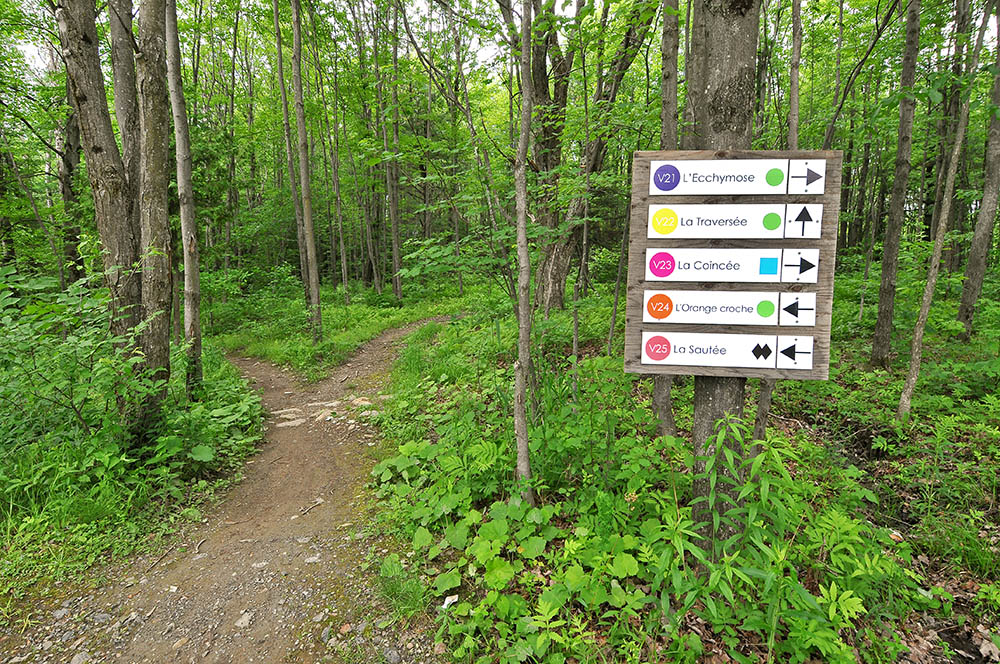 V21 L'Ecchymose
V22 La Traversée
V23 La Coincée
V24 L'Orange croche
V25 La Sautée